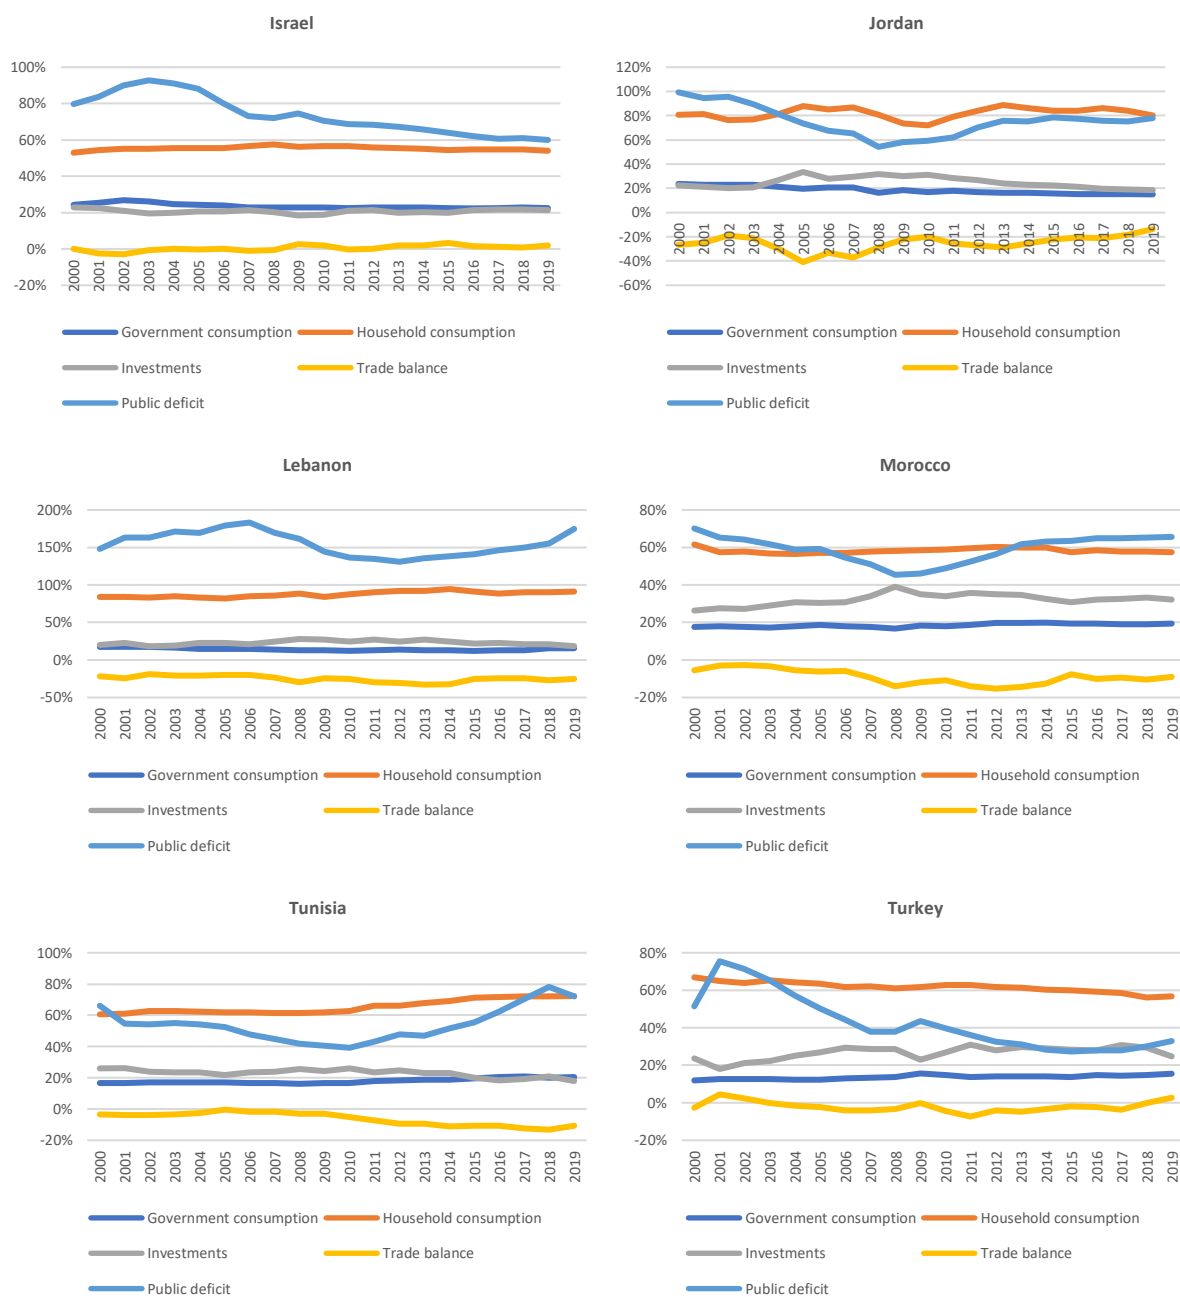 Israel
100%
80%
60%
40%
20%
0%
-20%
2000 2001 2002 2003 2004 2005 2006 2007 2008 2009 2010 2011 2012 2013 2014 2015 2016 2017 2018 2019
Government consumption Household consumption
Investments Trade balance
Public deficit
Jordan
120%
100%
80%
60%
40%
20%
0%
-20%
-40%
-60%
2000 2001 2002 2003 2004 2005 2006 2007 2008 2009 2010 2011 2012 2013 2014 2015 2016 2017 2018 2019
Government consumption Household consumption
Investments Trade balance
Public deficit
Lebanon
200%
150%
100%
50%
0%
-50%
2000 2001 2002 2003 2004 2005 2006 2007 2008 2009 2010 2011 2012 2013 2014 2015 2016 2017 2018 2019
Government consumption Household consumption
Investments Trade balance
Public deficit
Morocco
80%
60%
40%
20%
0%
-20%
2000 2001 2002 2003 2004 2005 2006 2007 2008 2009 2010 2011 2012 2013 2014 2015 2016 2017 2018 2019
Government consumption Household consumption
Investments Trade balance
Public deficit
Tunisia
100%
80%
60%
40%
20%
0%
-20%
2000 2001 2002 2003 2004 2005 2006 2007 2008 2009 2010 2011 2012 2013 2014 2015 2016 2017 2018 2019
Government consumption Household consumption
Investments Trade balance
Public deficit
Turkey
80%
60%
40%
20%
0%
-20%
2000 2001 2002 2003 2004 2005 2006 2007 2008 2009 2010 2011 2012 2013 2014 2015 2016 2017 2018 2019
Government consumption Household consumption
Investments Trade balance
Public deficit